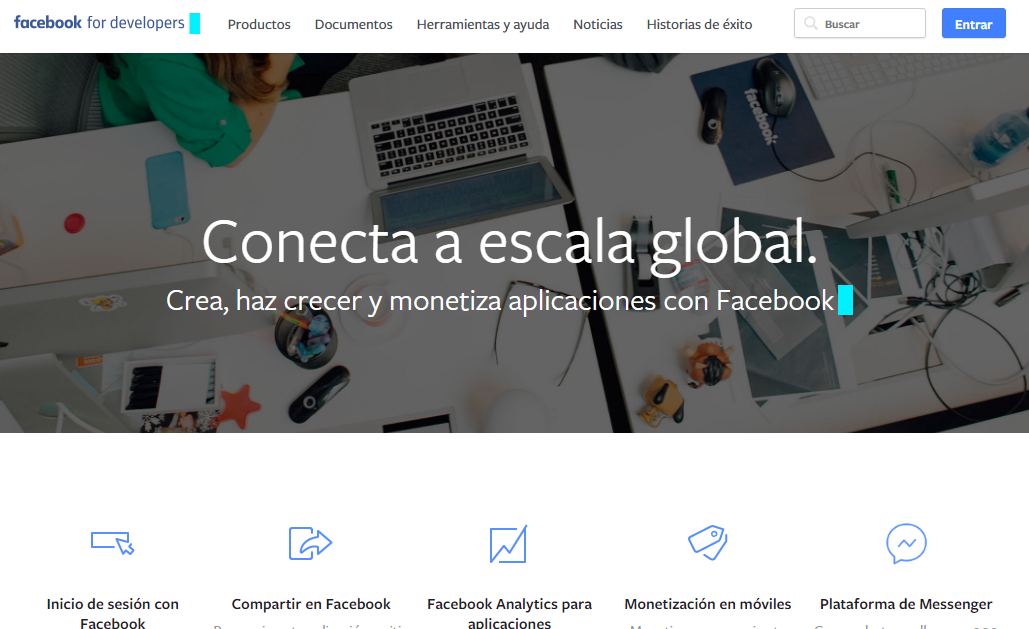 facebook for developers
Productos
Documentos
Herramientas y ayuda
Noticias
Historias de éxito
Buscar
Entrar
facebook
Conecta a escala global.
Crea, haz crecer y monetiza aplicaciones con Facebook
Inicio de sesión con
Facebook
Compartir en Facebook
Facebook Analytics para
aplicaciones
Monetización en móviles
Plataforma de Messenger